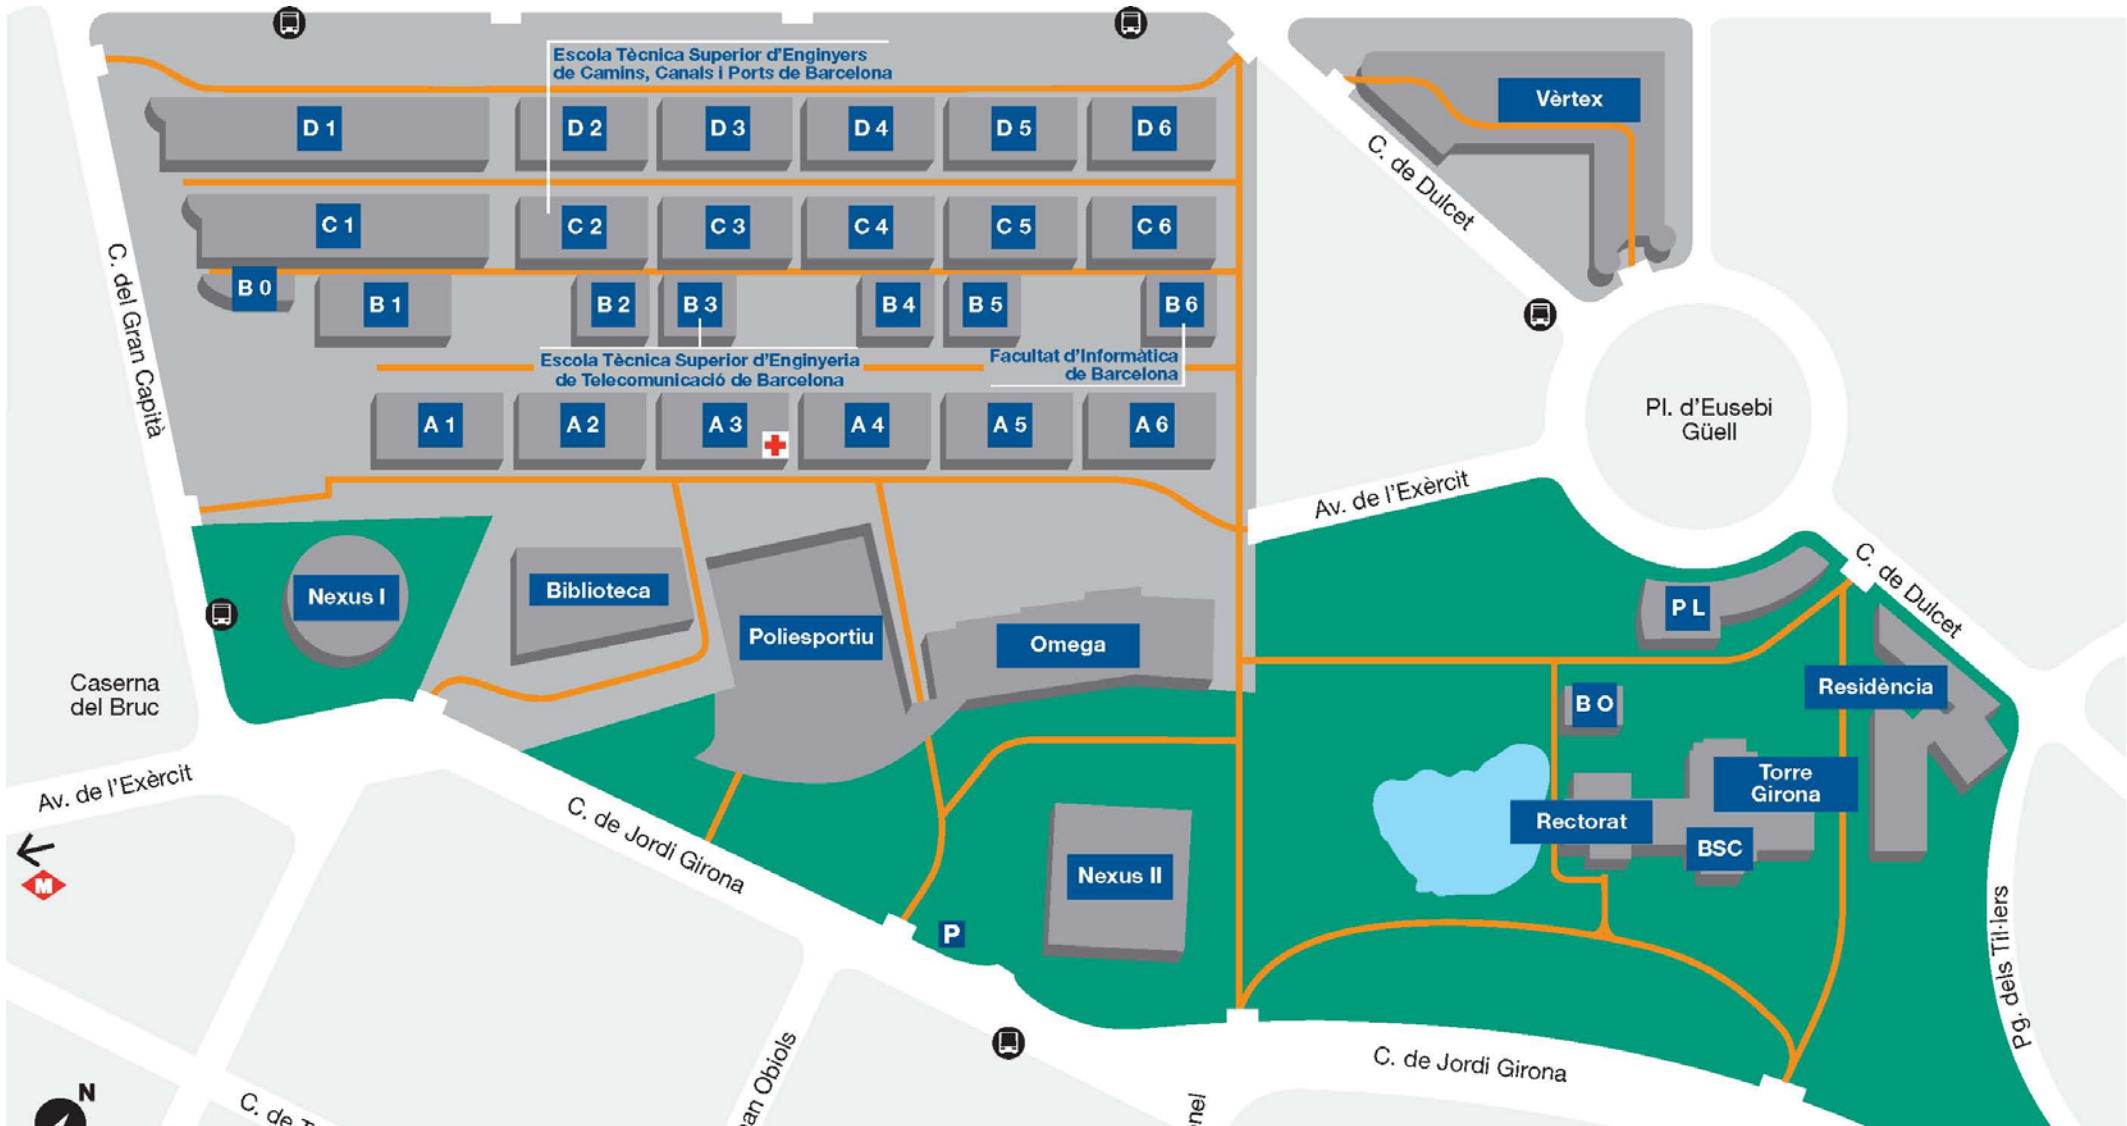 Escola Tècnica Superior d'Enginyers
de Camins, Canals i Ports de Barcelona
Vèrtex
D 1
D 2
D 3
D 4
D 5
D 6
C. de Dulcet
C 1
C 2
C 3
C 4
C 5
C 6
C. del Gran Capità
B 0
B 1
B 2
B 3
B 4
B 5
B 6
Escola Tècnica Superior d'Enginyeria
de Telecomunicació de Barcelona
Facultat d'Informàtica
de Barcelona
Pl. d'Eusebi
Güell
A 1
A 2
A 3
A 4
A 5
A 6
Av. de l'Exèrcit
Nexus I
Biblioteca
Poliesportiu
Omega
P L
C. de Dulcet
Residència
Caserna
del Bruc
B O
Torre
Girona
Rectorat
BSC
Av. de l'Exèrcit
C. de Jordi Girona
M
Nexus II
P
Pg. dels Til·lers
C. de Jordi Girona
N
C. de
Obiols